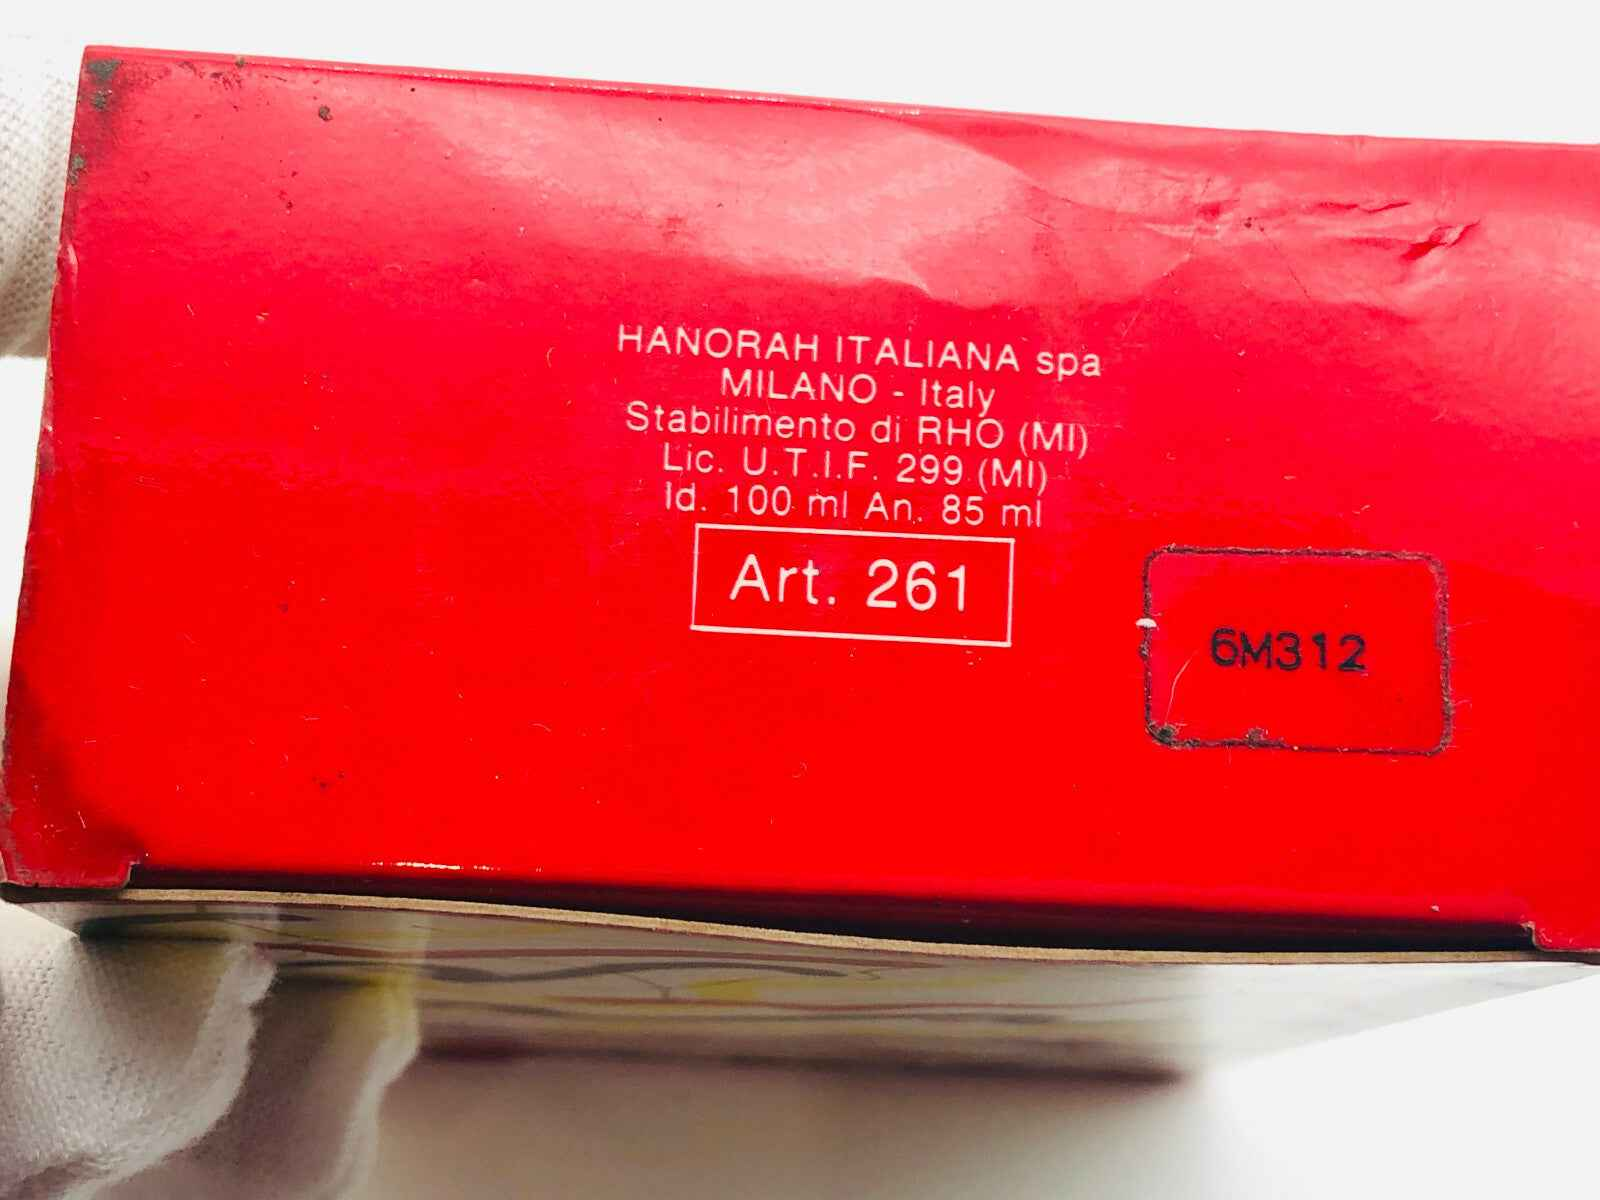 HANORAH ITALIANA spa
MILANO - Italy
Stabilimento di RHO (MI)
Lic. U.T.I.F. 299 (MI)
Id. 100 ml An. 85 ml
Art. 261
6M312